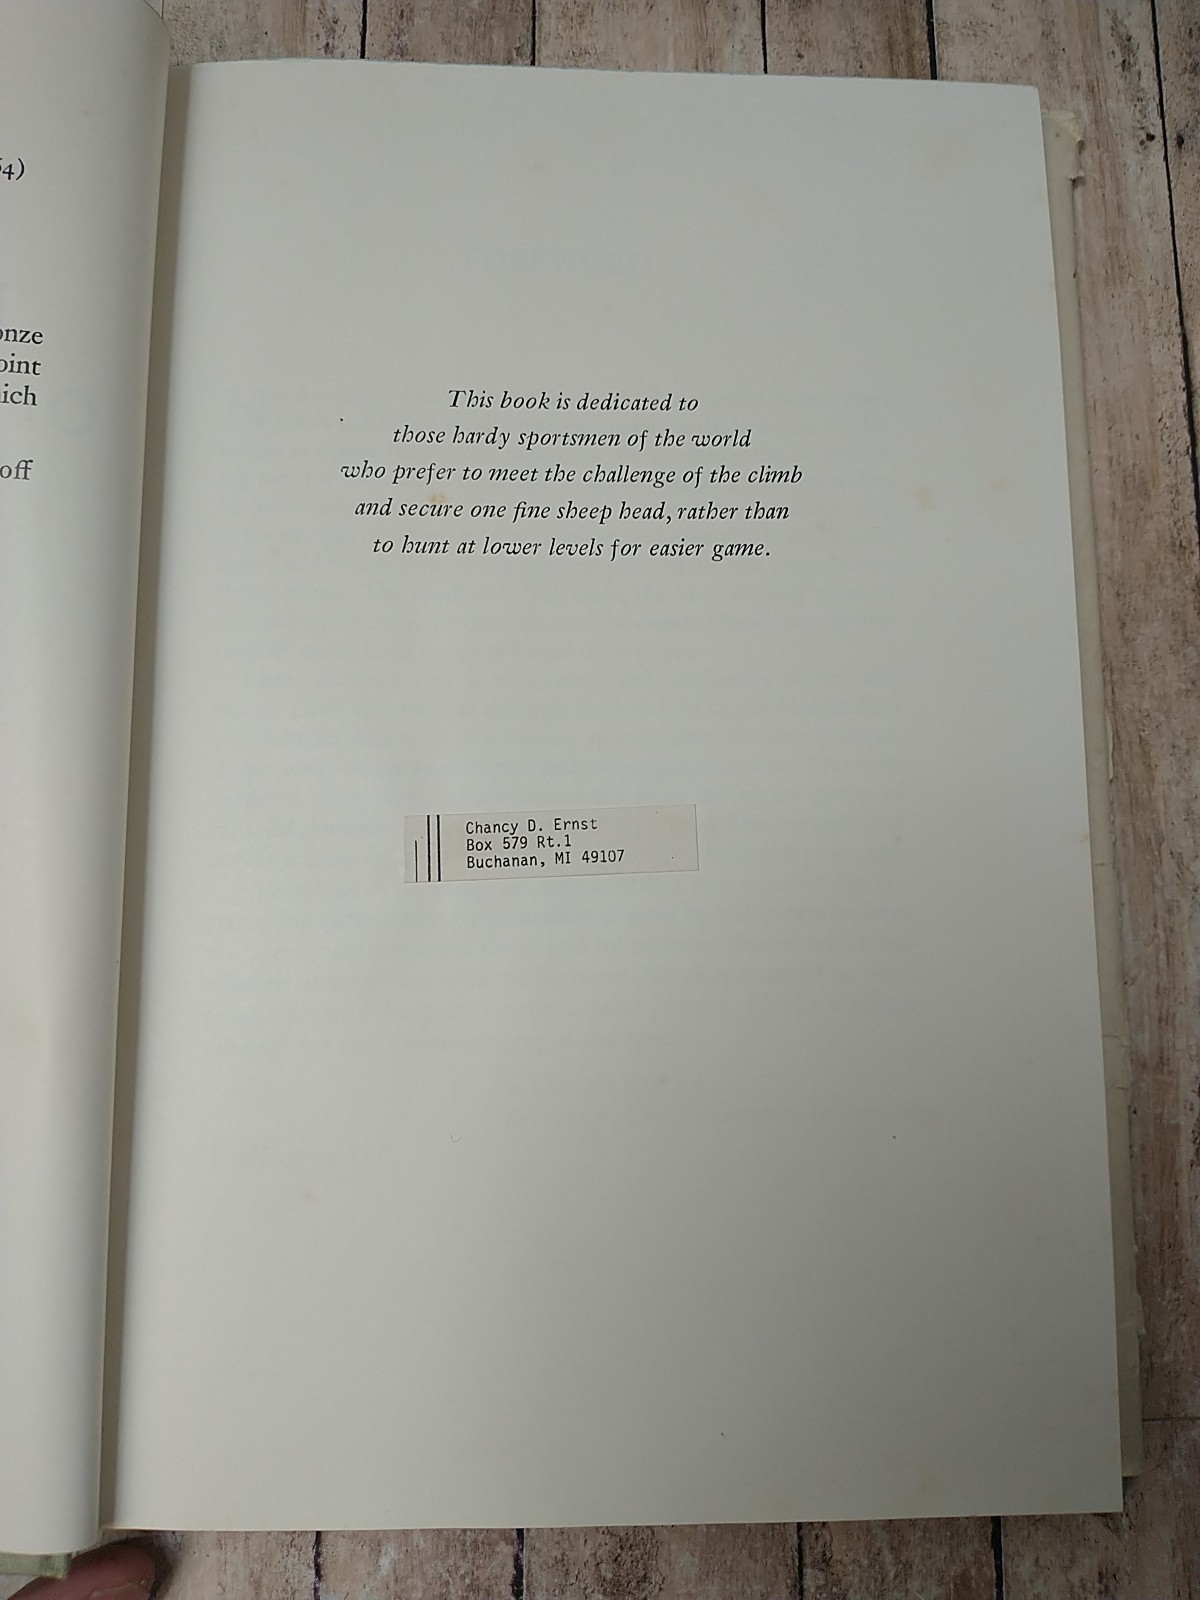 54)
onze
oint
ich
off
This book is dedicated to
those hardy sportsmen of the world
who prefer to meet the challenge of the climb
and secure one fine sheep head, rather than
to hunt at lower levels for easier game.
Chancy D. Ernst
Box 579 Rt.1
Buchanan, MI 49107